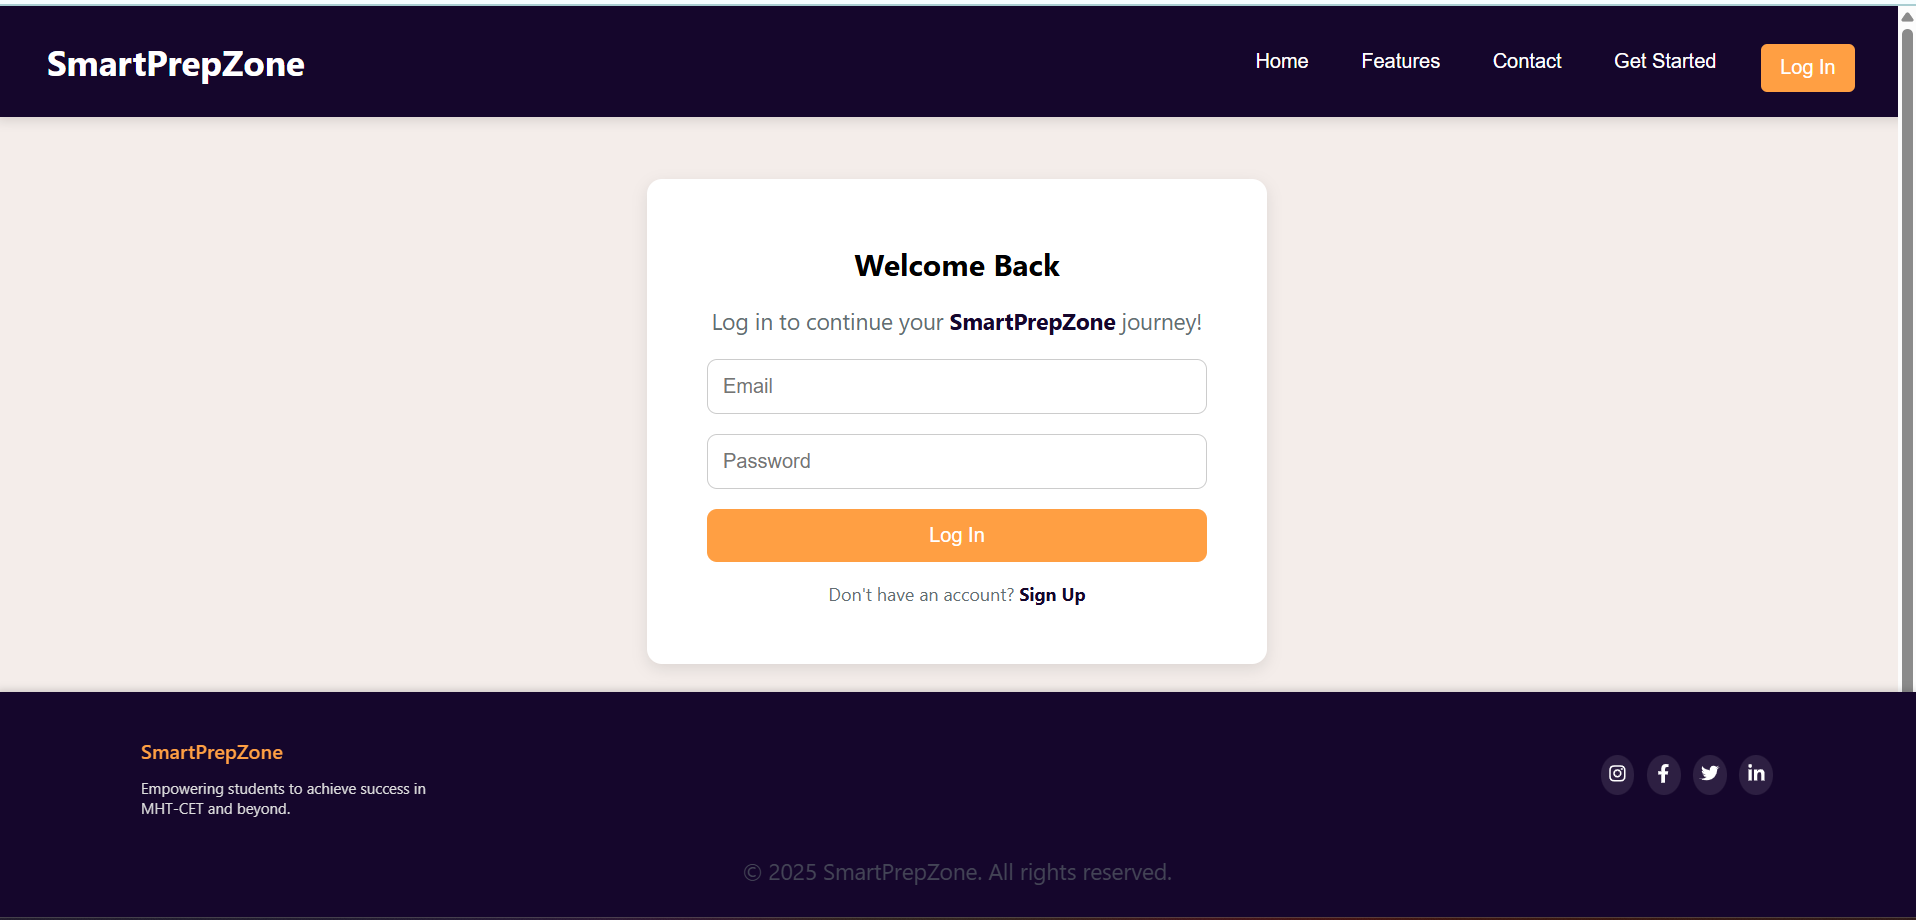 SmartPrepZone
Home Features Contact Get Started Log In
Welcome Back
Log in to continue your SmartPrepZone journey!
Email
Password
Log In
Don't have an account? Sign Up
SmartPrepZone
Empowering students to achieve success in
MHT-CET and beyond.
© 2025 SmartPrepZone. All rights reserved.